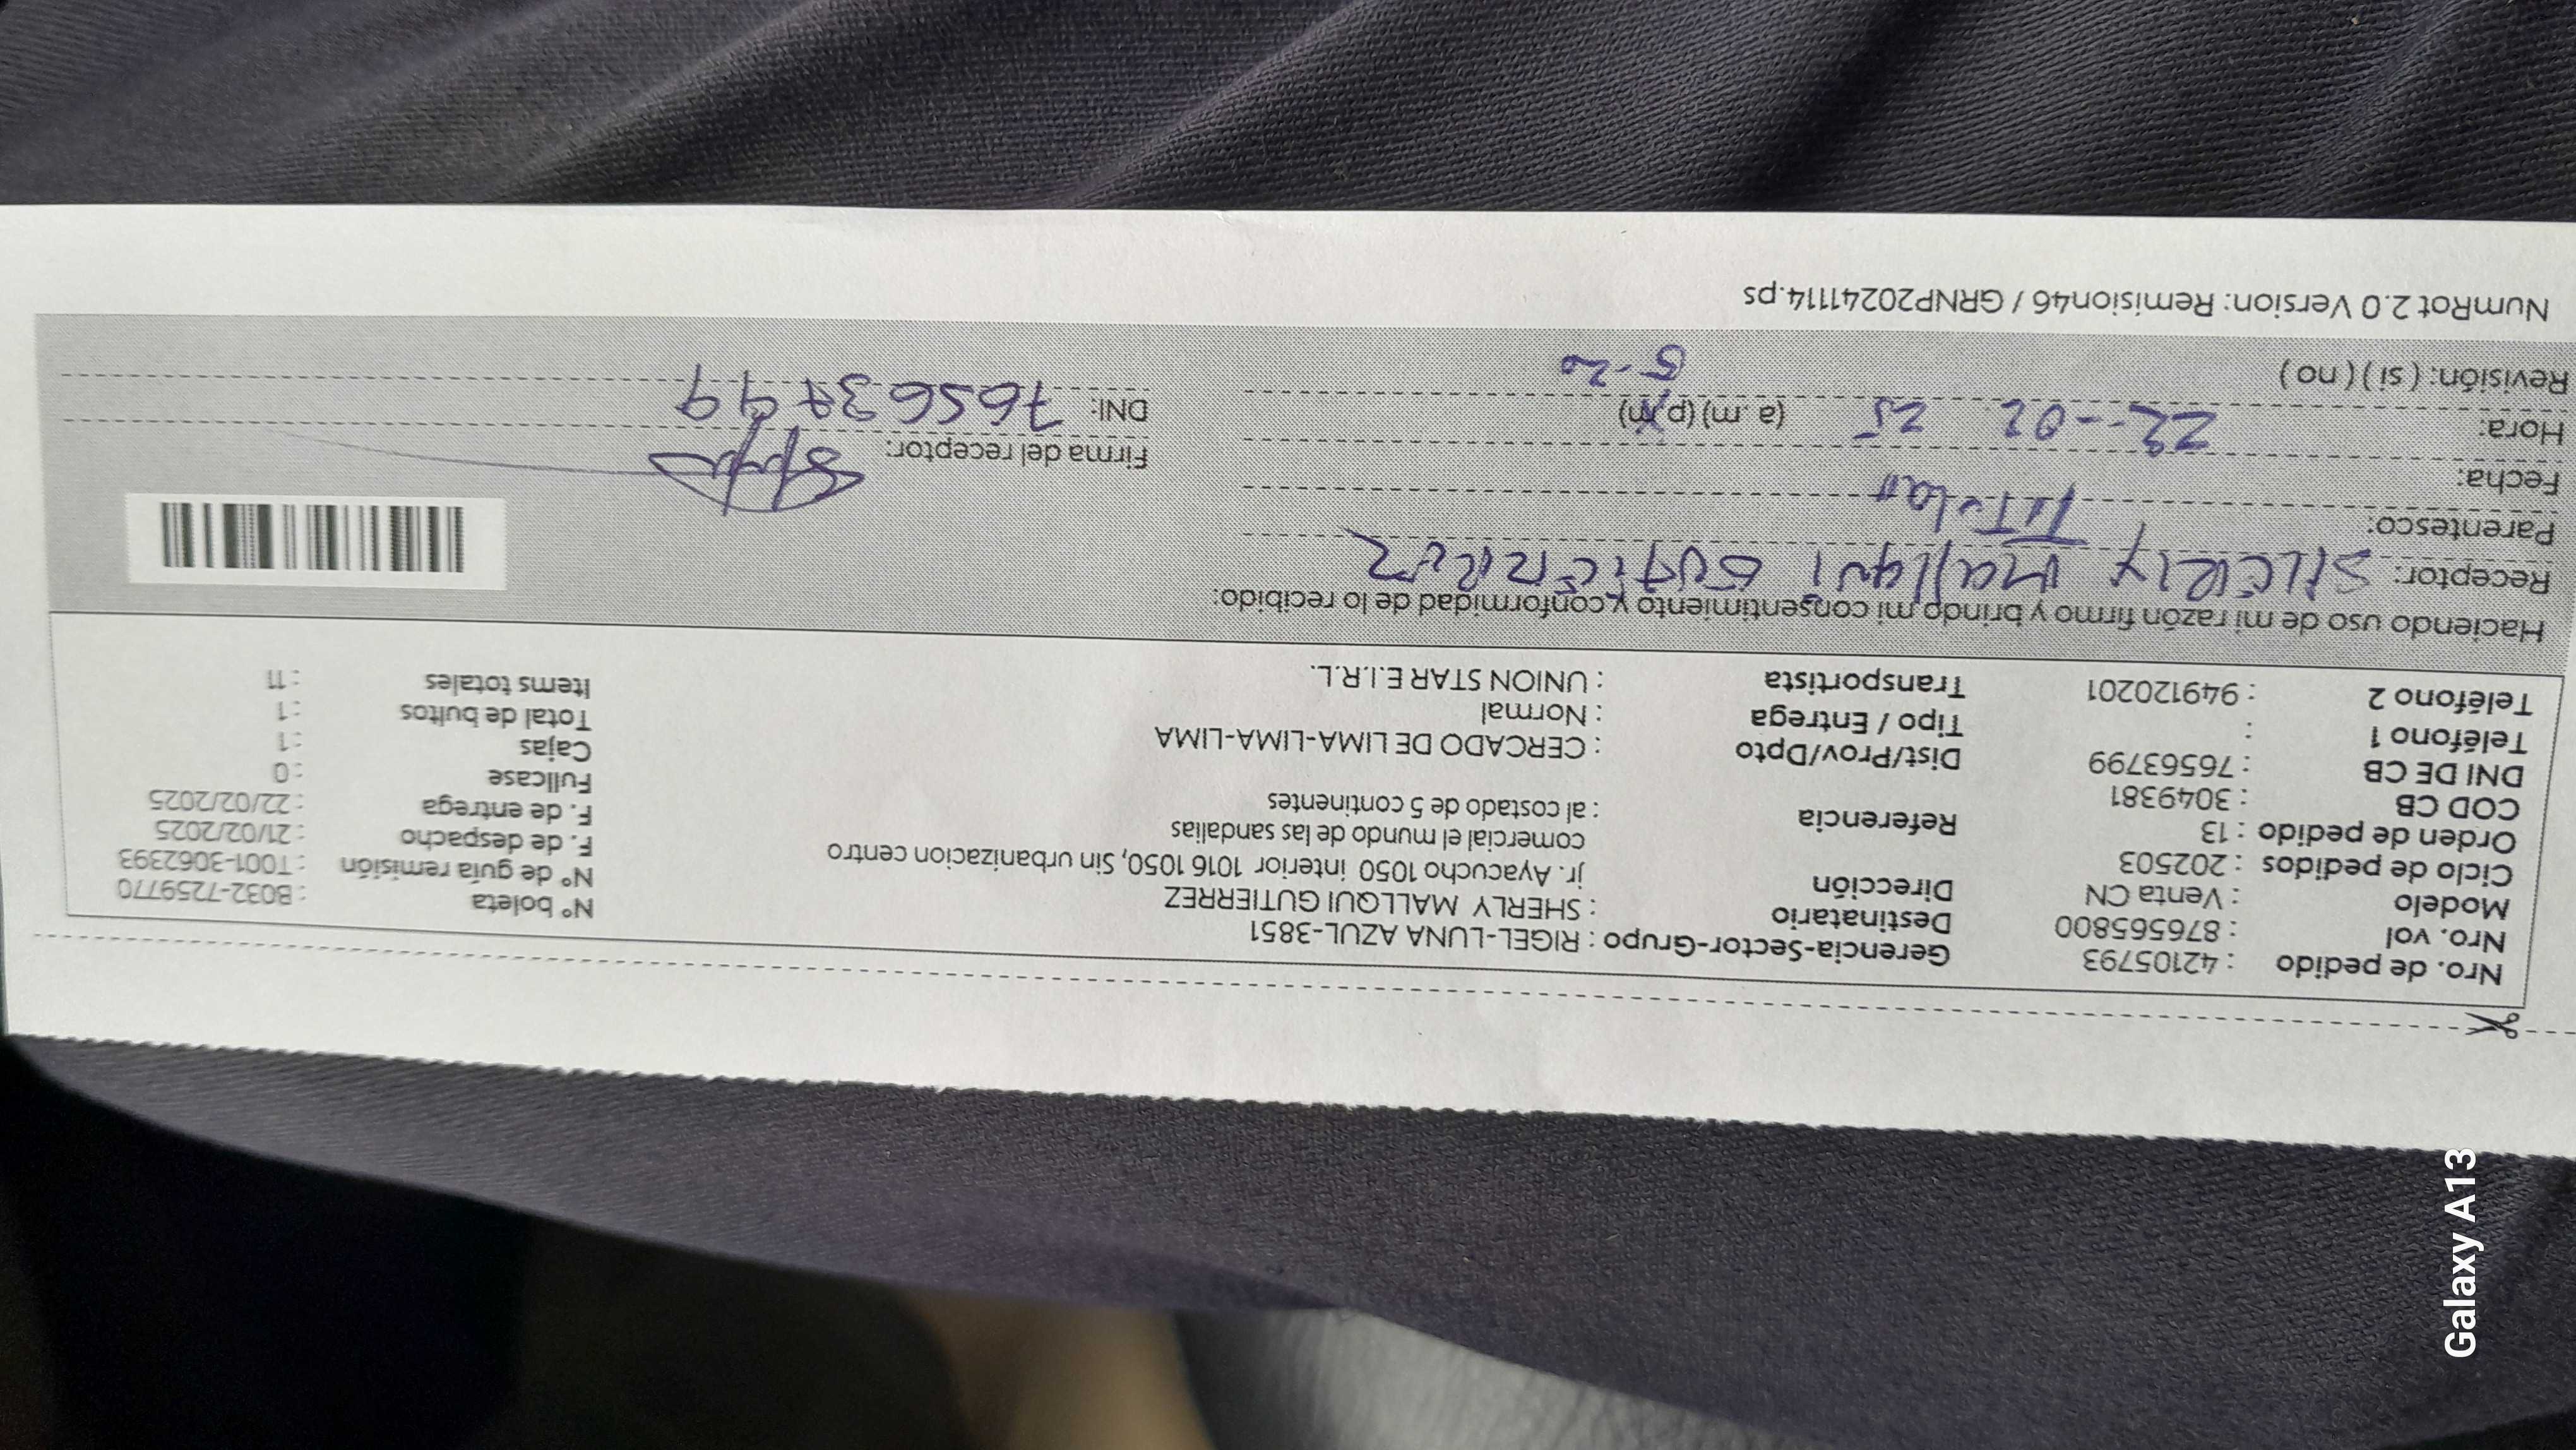 Nro. de pedido : 42105793 Gerencia-Sector-Grupo : RIGEL-LUNA AZUL-3851 Nº boleta : B032-7259770
Nro. vol : 876565800 Destinatario : SHERLY MALLQUI GUTIERREZ Nº de guía remisión : T001-3062393
Modelo : Venta CN Dirección jr. Ayacucho 1050 interior 1016 1050, Sin urbanizacion centro F. de despacho : 21/02/2025
Ciclo de pedidos : 202503 comercial el mundo de las sandalias F. de entrega : 22/02/2025
Orden de pedido : 13 Referencia : al costado de 5 continentes Fullcase : 0
COD CB : 3049381 Dist/Prov/Dpto : CERCADO DE LIMA-LIMA-LIMA Cajas : 1
DNI DE CB : 76563799 Tipo / Entrega : Normal Total de bultos : 1
Teléfono 1 : Transportista : UNION STAR E.I.R.L. Items totales : 11
Teléfono 2 : 949120201
Haciendo uso de mi razón firmo y brindo mi consentimiento y conformidad de lo recibido:
Receptor: SHERLY Mallqui GUTIERREZ
Parentesco: Titular
Fecha: Firma del receptor:
Hora: 22-02 25 (a. m) (p. m) DNI: 76563799
Revisión: ( si ) ( no ) 5-20
NumRot 2.0 Version: Remision46 / GRNP20241114.ps
Galaxy A13